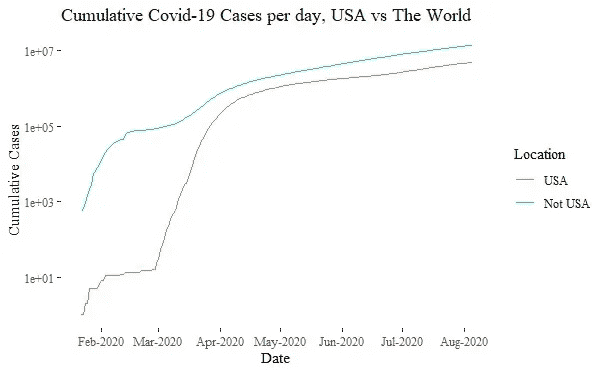 Cumulative Covid-19 Cases per day, USA vs The World
1e+07
1e+05
1e+03
1e+01
Cumulative Cases
Feb-2020 Mar-2020 Apr-2020 May-2020 Jun-2020 Jul-2020 Aug-2020
Date
Location
USA
Not USA